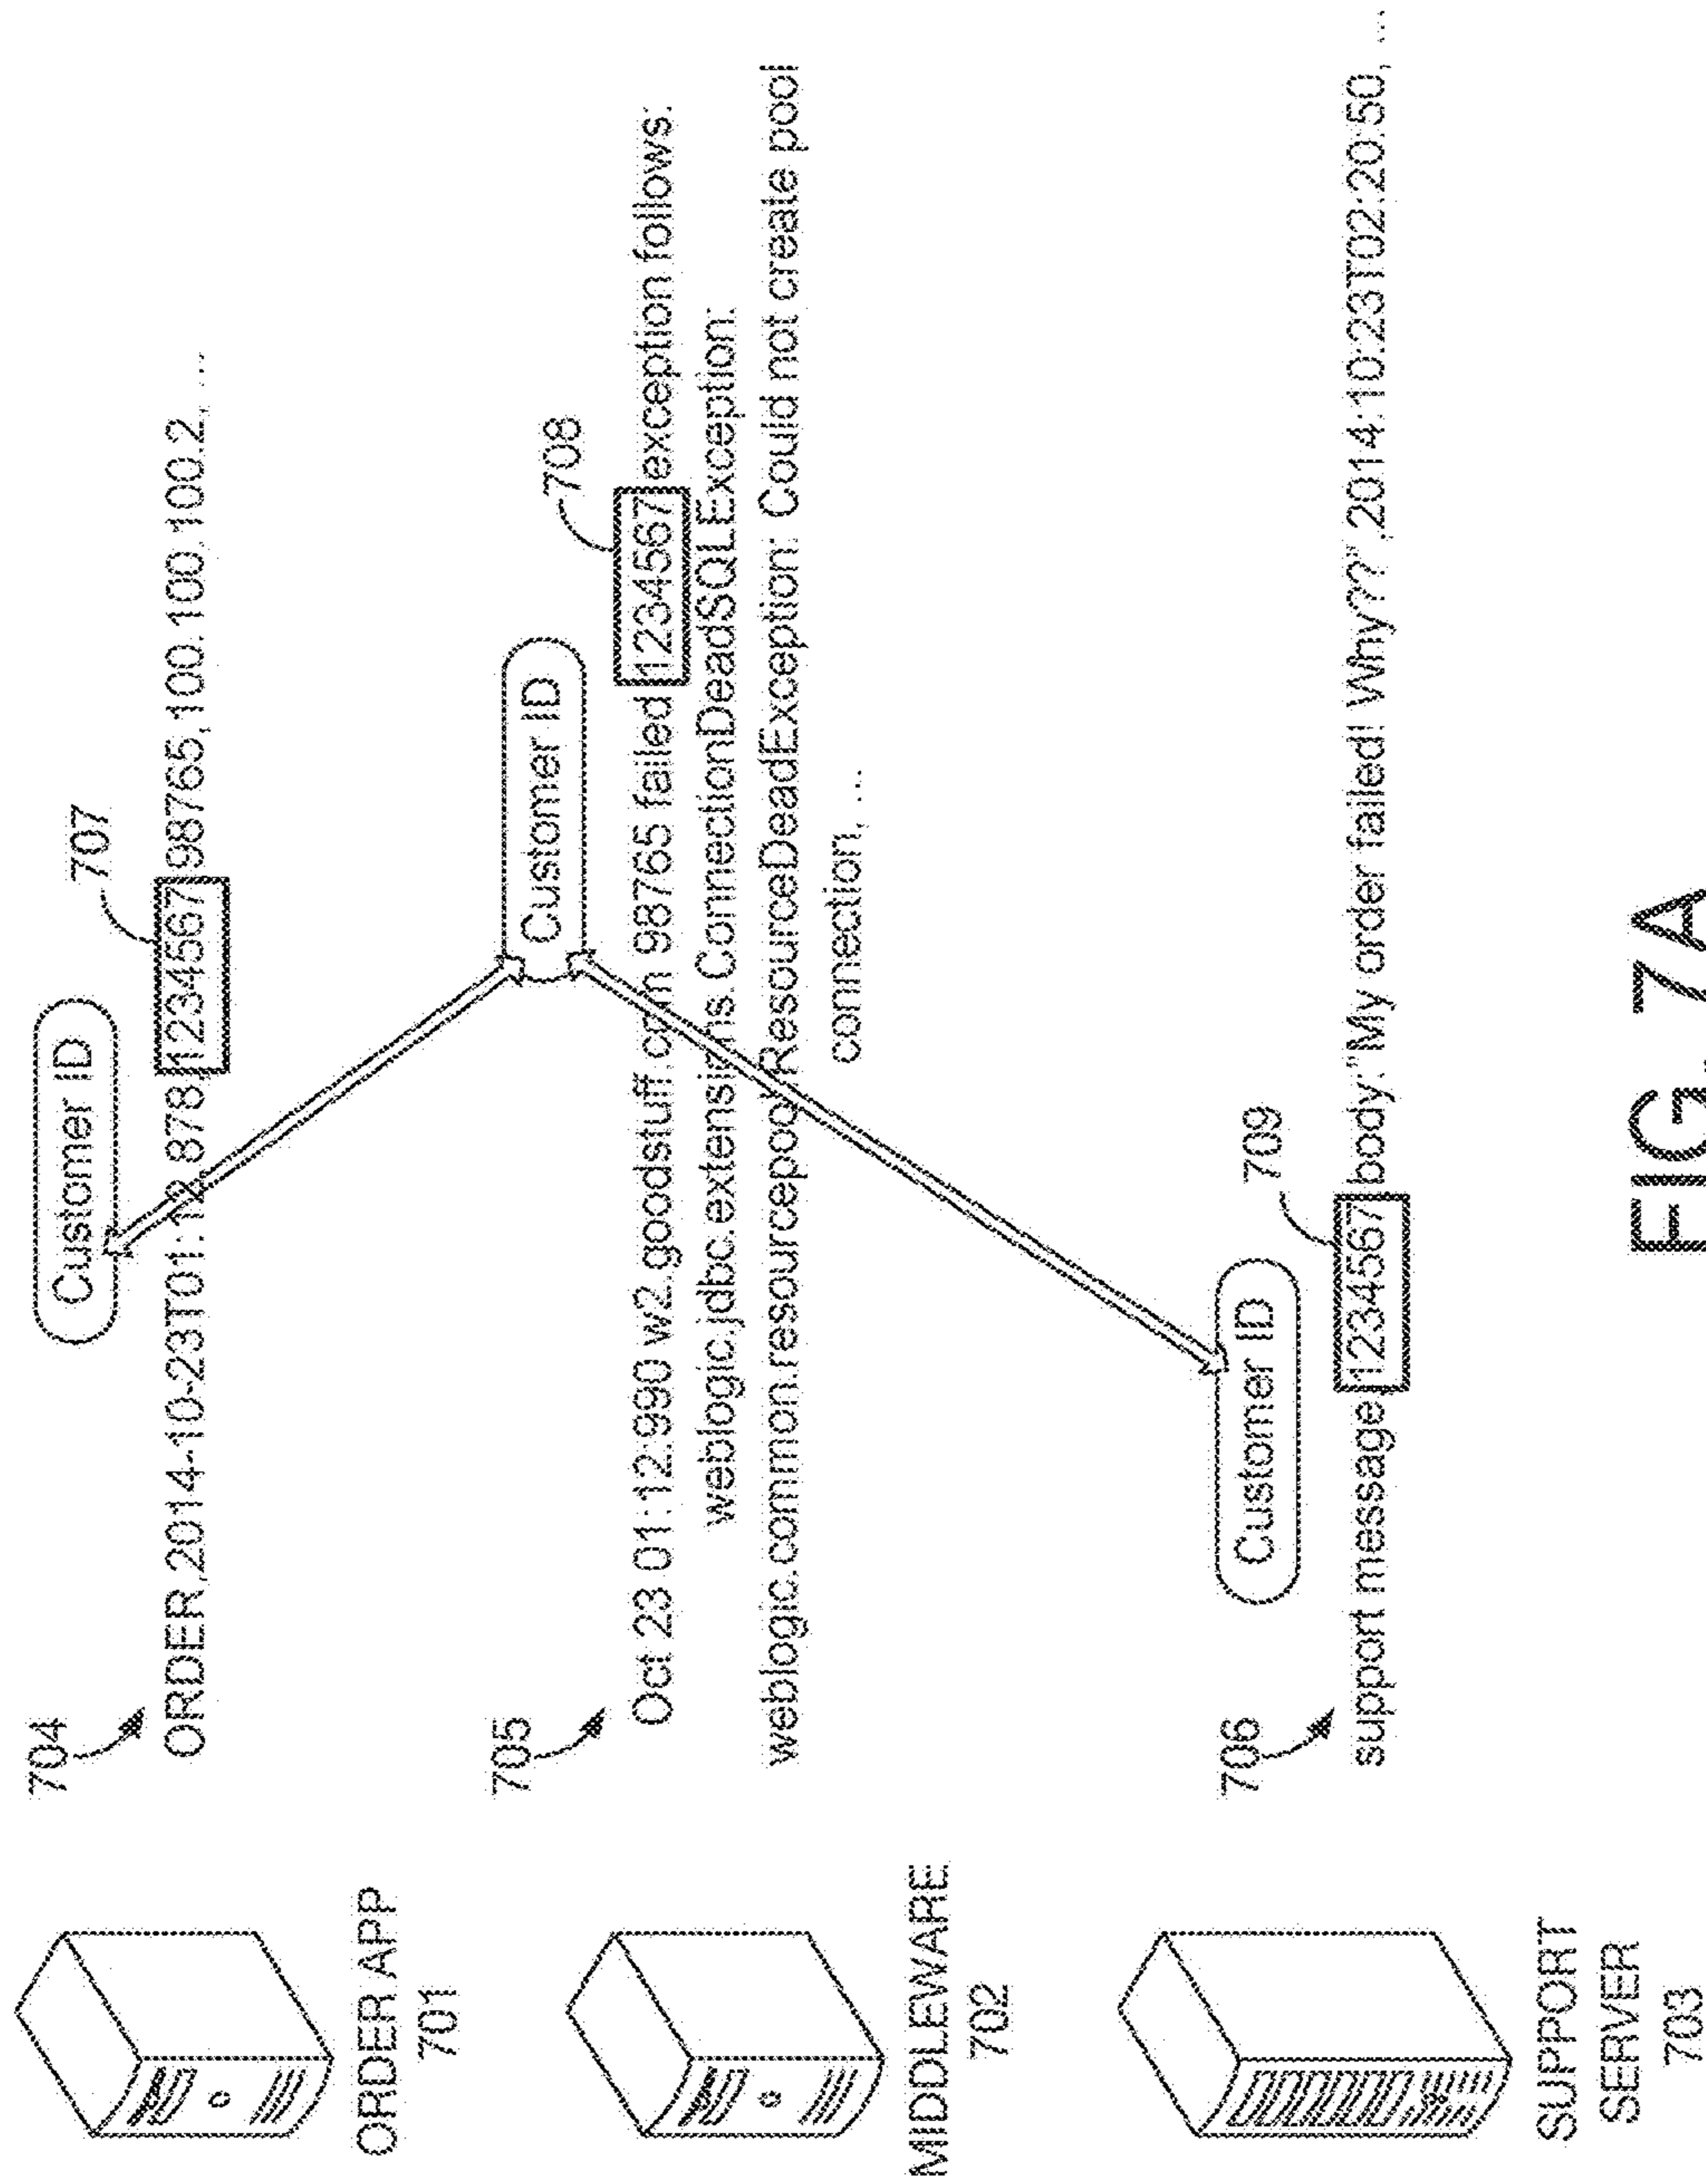 704
Customer ID
707
ORDER,2014-10-23T01:12:878,1234567,98765,100.100.100.2,...
ORDER APP
701
705
Customer ID
708
Oct 23 01:12:990 w2.goodstuff.com 98765 failed 1234567 exception follows:
weblogic.jdbc.extensions.ConnectionDeadSQLException:
weblogic.common.resourcepool.ResourceDeadException: Could not create pool
connection, ...
MIDDLEWARE
702
706
Customer ID
709
support message,1234567,body:"My order failed! Why??",2014:10:23T02:20:50, ...
SUPPORT
SERVER
703
FIG. 7A